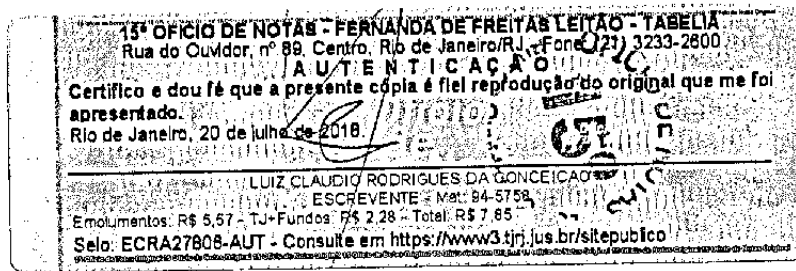 15º OFICIO DE NOTAS - FERNANDA DE FREITAS LEITÃO - TABELIÃ
Rua do Ouvidor, nº 89, Centro, Rio de Janeiro/RJ - Fone (21) 3233-2600
AUTENTICAÇÃO
Certifico e dou fé que a presente cópia é fiel reprodução do original que me foi
apresentado.
Rio de Janeiro, 20 de julho de 2018.
LUIZ CLAUDIO RODRIGUES DA CONCEICAO
ESCREVENTE - Mat: 94-5758
Emolumentos: R$ 5,57 - TJ+Fundos: R$ 2,28 - Total: R$ 7,85
Selo: ECRA27806-AUT - Consulte em https://www3.tjrj.jus.br/sitepublico